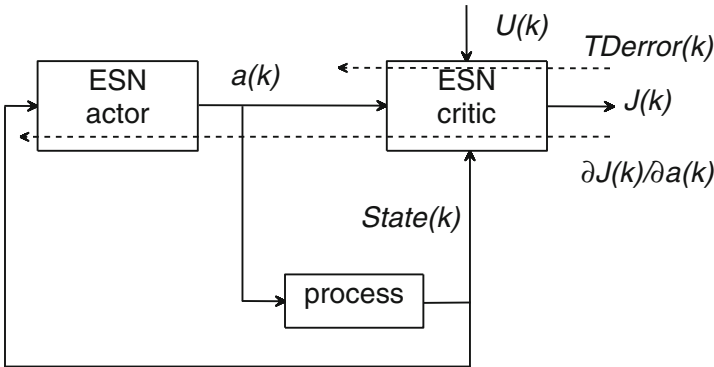 U(k)
TDerror(k)
ESN
actor
a(k)
ESN
critic
J(k)
∂J(k)/∂a(k)
State(k)
process